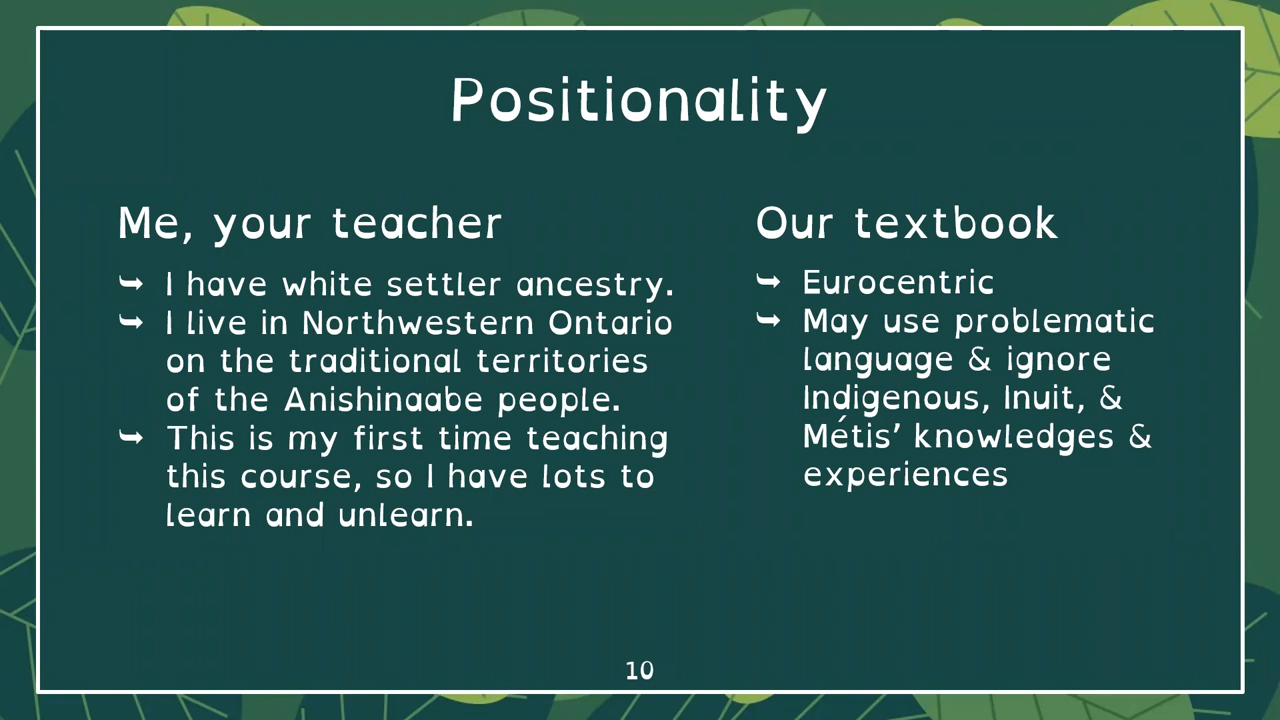 Positionality
Me, your teacher
⮩ I have white settler ancestry.
⮩ I live in Northwestern Ontario
on the traditional territories
of the Anishinaabe people.
⮩ This is my first time teaching
this course, so I have lots to
learn and unlearn.
Our textbook
⮩ Eurocentric
⮩ May use problematic
language & ignore
Indigenous, Inuit, &
Métis’ knowledges &
experiences
10